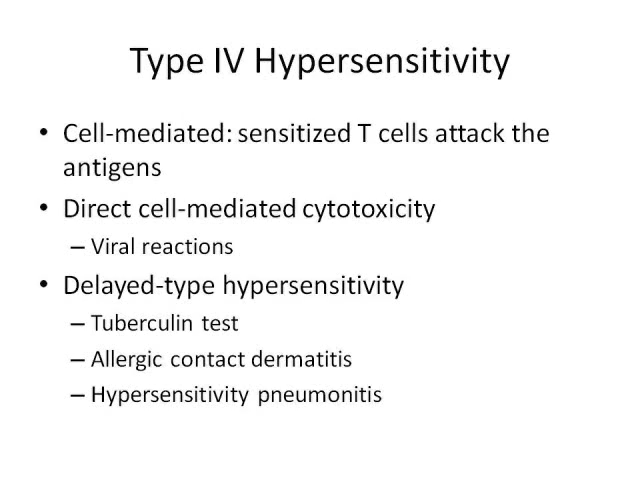 Type IV Hypersensitivity
• Cell-mediated: sensitized T cells attack the
antigens
• Direct cell-mediated cytotoxicity
– Viral reactions
• Delayed-type hypersensitivity
– Tuberculin test
– Allergic contact dermatitis
– Hypersensitivity pneumonitis